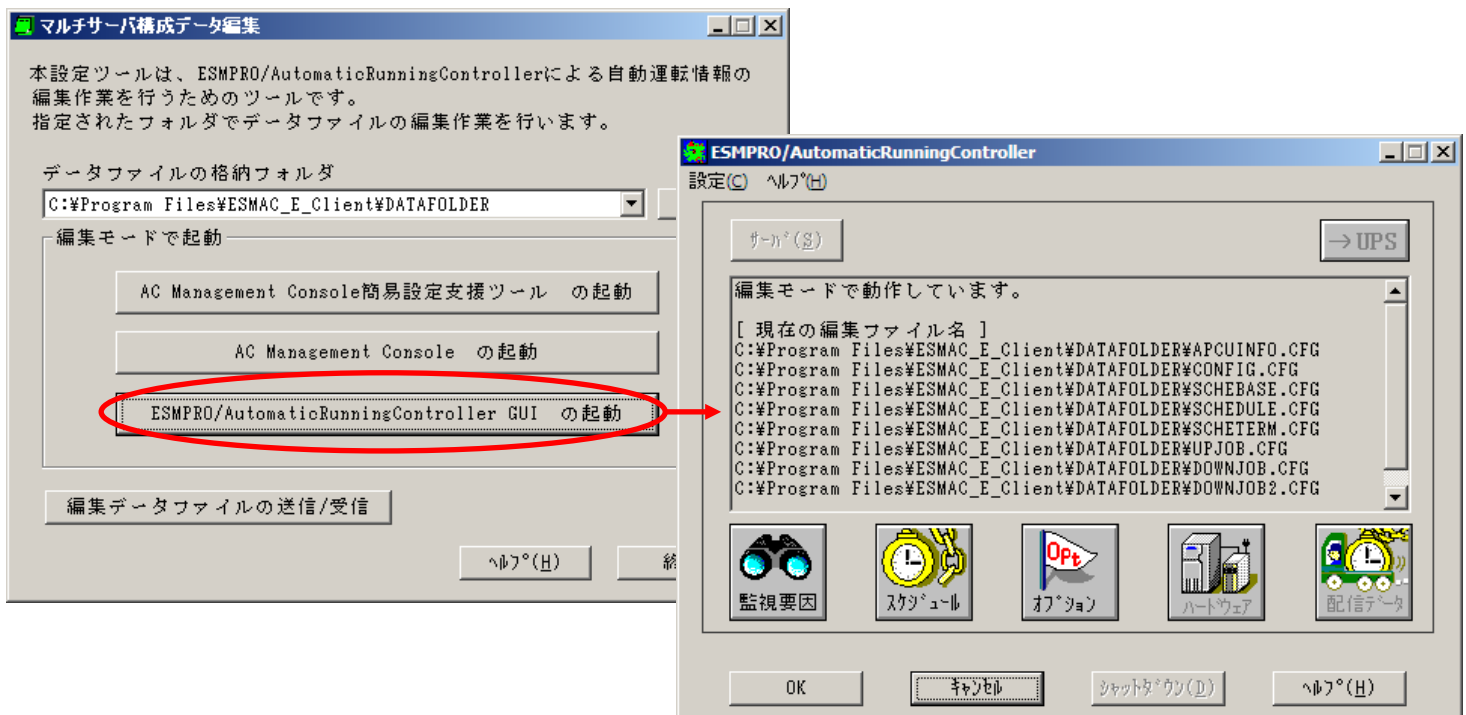 マルチサーバ構成データ編集
本設定ツールは、ESMPRO/AutomaticRunningControllerによる自動運転情報の
編集作業を行うためのツールです。
指定されたフォルダでデータファイルの編集作業を行います。
データファイルの格納フォルダ
C:¥Program Files¥ESMAC_E_Client¥DATAFOLDER
編集モードで起動
AC Management Console簡易設定支援ツール の起動
AC Management Console の起動
ESMPRO/AutomaticRunningController GUI の起動
編集データファイルの送信/受信
ﾍﾙﾌﾟ(H)
終
ESMPRO/AutomaticRunningController
設定(C) ﾍﾙﾌﾟ(H)
ｻｰﾊﾞ(S)
→UPS
編集モードで動作しています。
[ 現在の編集ファイル名 ]
C:¥Program Files¥ESMAC_E_Client¥DATAFOLDER¥APCUINFO.CFG
C:¥Program Files¥ESMAC_E_Client¥DATAFOLDER¥CONFIG.CFG
C:¥Program Files¥ESMAC_E_Client¥DATAFOLDER¥SCHEBASE.CFG
C:¥Program Files¥ESMAC_E_Client¥DATAFOLDER¥SCHEDULE.CFG
C:¥Program Files¥ESMAC_E_Client¥DATAFOLDER¥SCHETERM.CFG
C:¥Program Files¥ESMAC_E_Client¥DATAFOLDER¥UPJOB.CFG
C:¥Program Files¥ESMAC_E_Client¥DATAFOLDER¥DOWNJOB.CFG
C:¥Program Files¥ESMAC_E_Client¥DATAFOLDER¥DOWNJOB2.CFG
Opt
監視要因 ｽｹｼﾞｭｰﾙ ｵﾌﾟｼｮﾝ ﾊｰﾄﾞｳｪｱ 配信ﾃﾞｰﾀ
OK ｷｬﾝｾﾙ ｼｬｯﾄﾀﾞｳﾝ(D) ﾍﾙﾌﾟ(H)